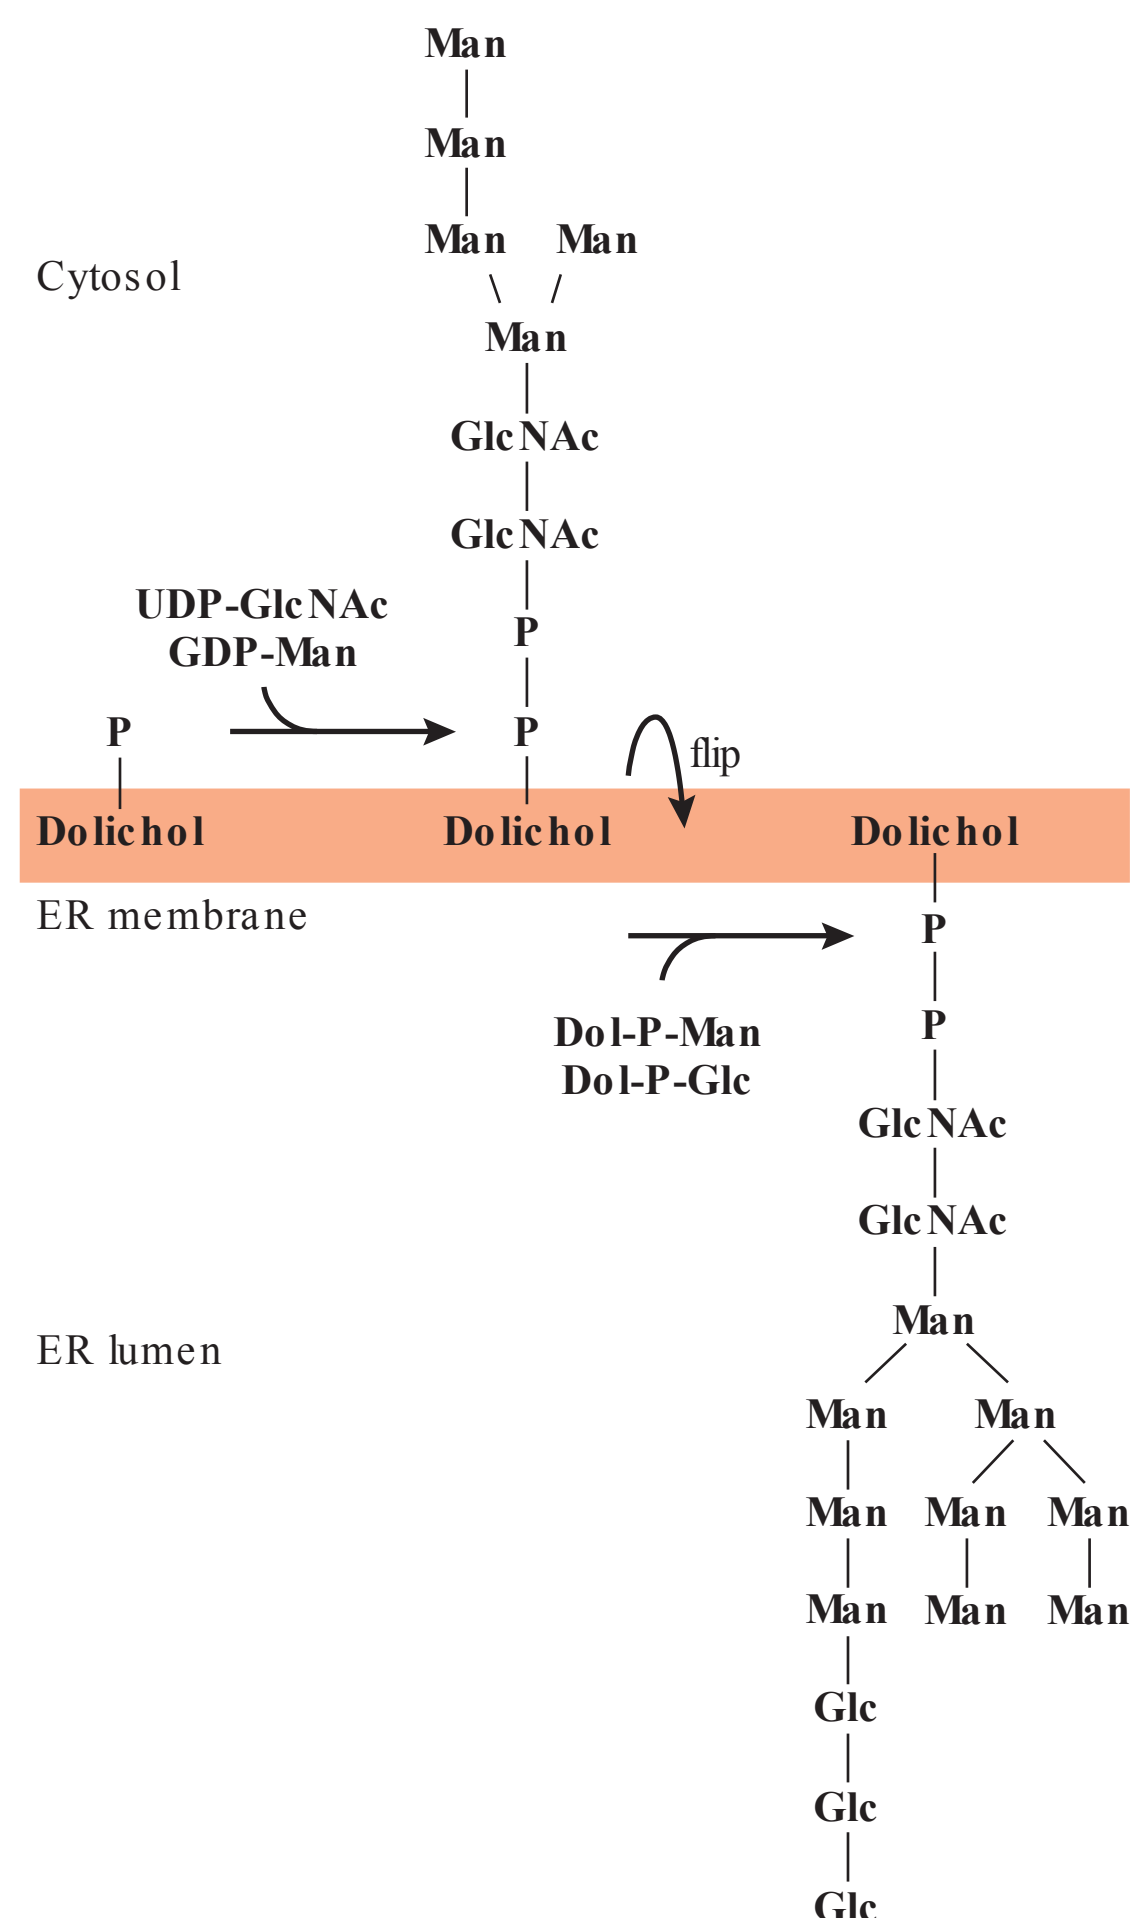 Man
Man
Man Man
Cytosol
Man
GlcNAc
GlcNAc
UDP-GlcNAc
P
GDP-Man
P P
flip
Dolichol Dolichol Dolichol
ER membrane
P
Dol-P-Man P
Dol-P-Glc
GlcNAc
GlcNAc
Man
ER lumen
Man Man
Man Man Man
Man Man Man
Glc
Glc
Glc